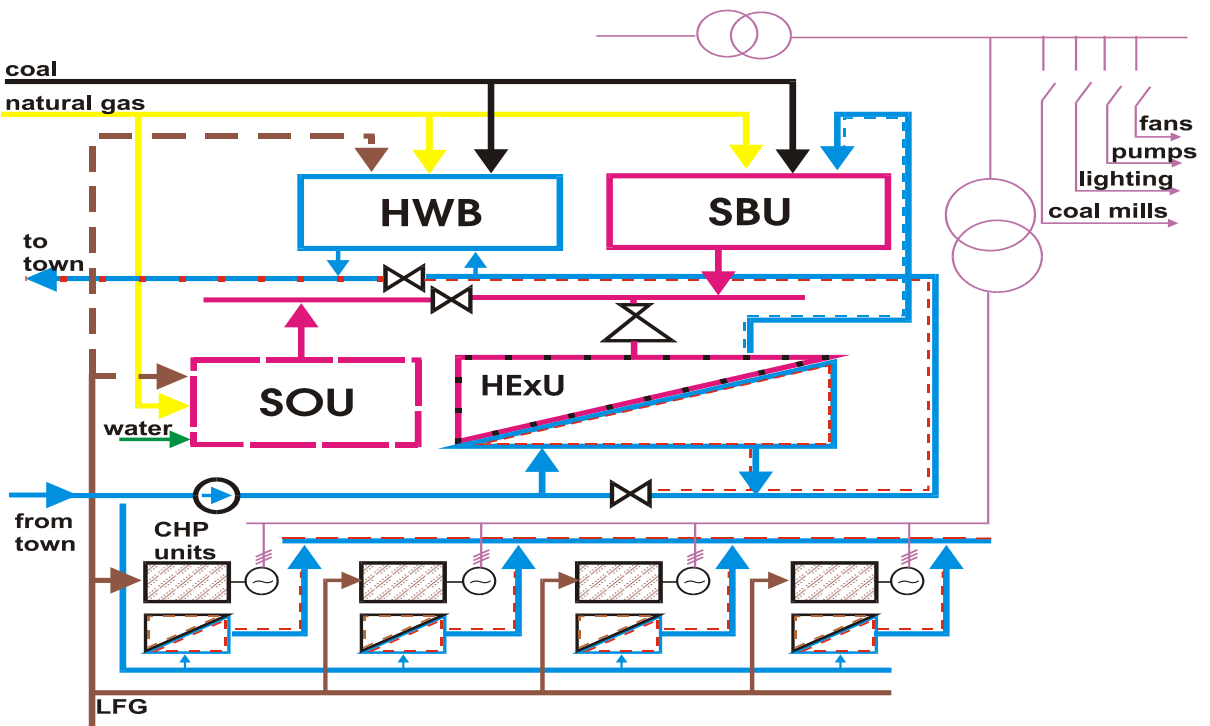 coal
natural gas
fans
pumps
lighting
coal mills
HWB
SBU
to
town
SOU
HExU
water
from
town
CHP
units
LFG